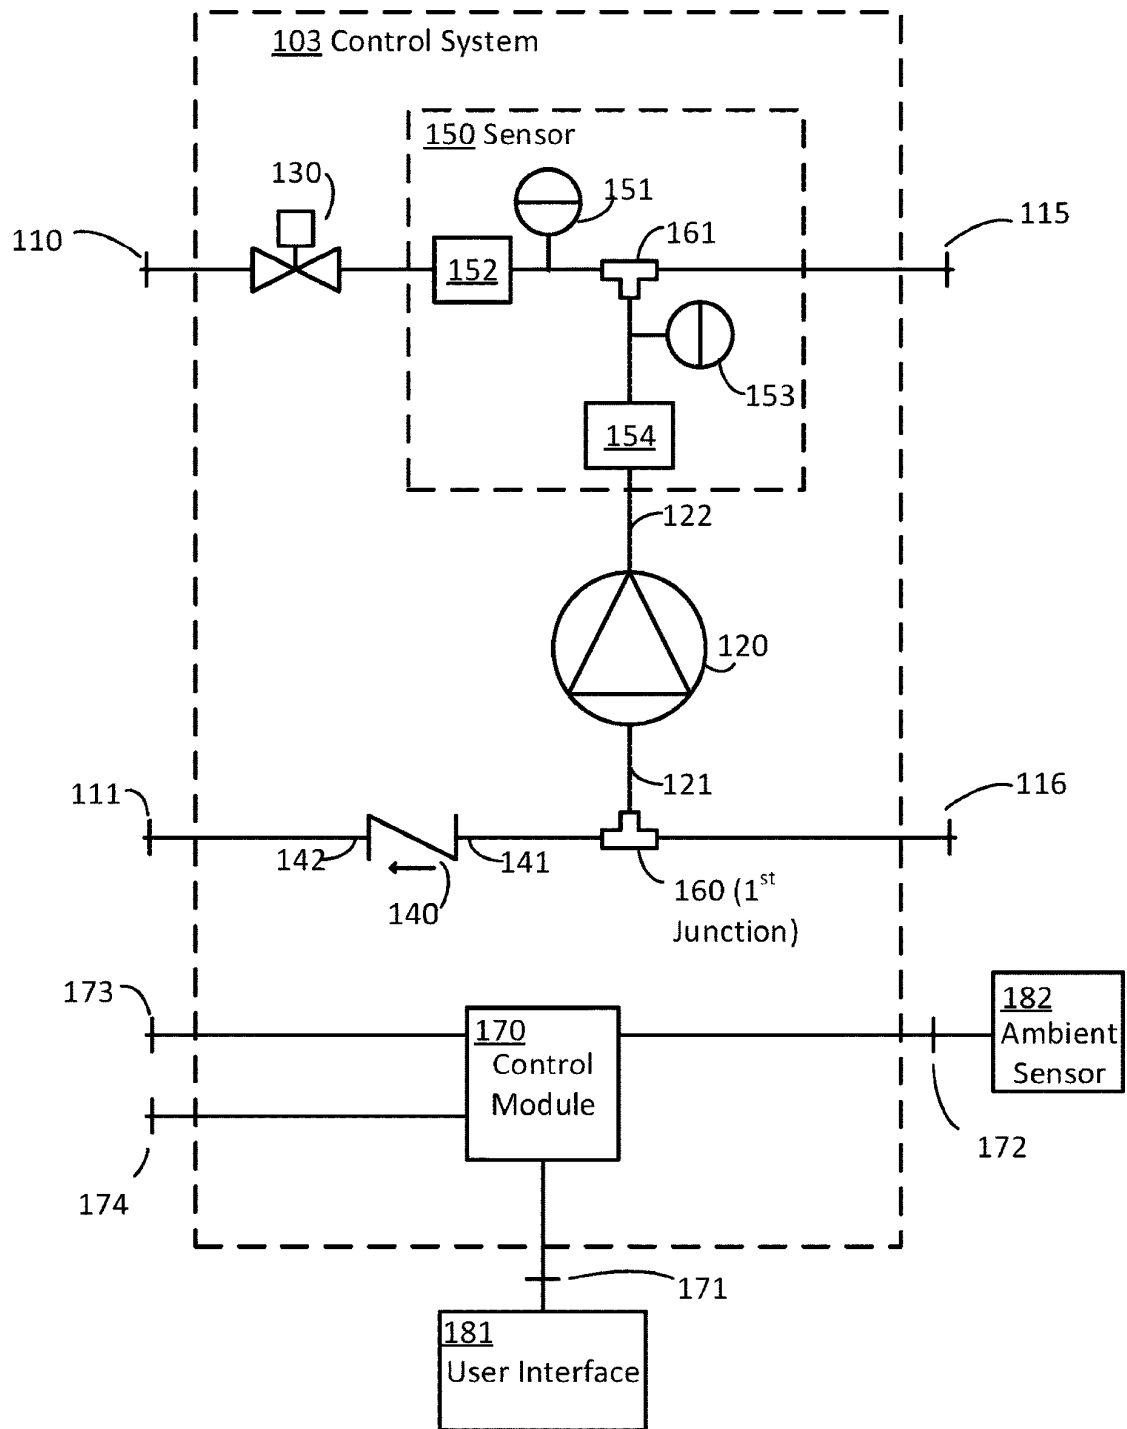 103 Control System
150 Sensor
130
151
115
110
161
152
153
154
122
120
121
111
116
142
141
140
160 (1st
Junction)
173
182
Ambient
Sensor
170
Control
Module
172
174
171
181
User Interface